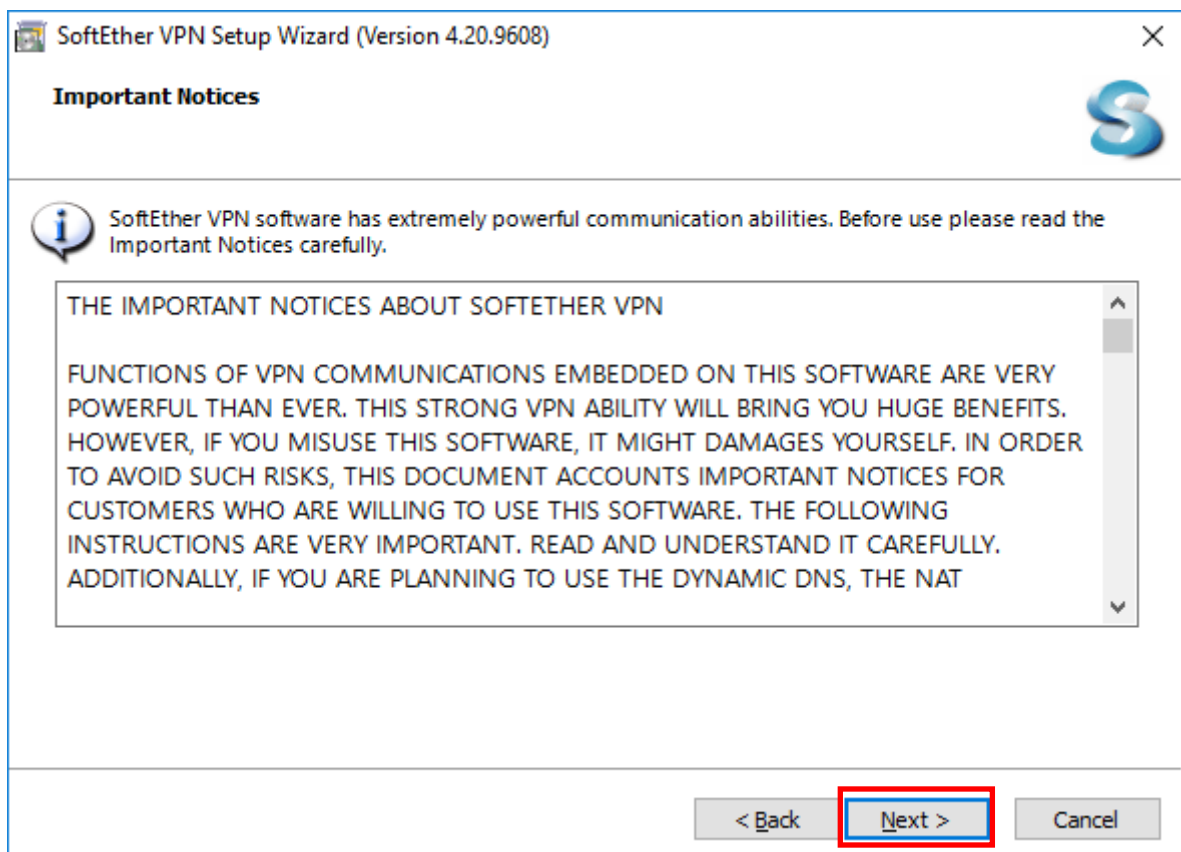 SoftEther VPN Setup Wizard (Version 4.20.9608)
Important Notices
SoftEther VPN software has extremely powerful communication abilities. Before use please read the
Important Notices carefully.
THE IMPORTANT NOTICES ABOUT SOFTETHER VPN
FUNCTIONS OF VPN COMMUNICATIONS EMBEDDED ON THIS SOFTWARE ARE VERY
POWERFUL THAN EVER. THIS STRONG VPN ABILITY WILL BRING YOU HUGE BENEFITS.
HOWEVER, IF YOU MISUSE THIS SOFTWARE, IT MIGHT DAMAGES YOURSELF. IN ORDER
TO AVOID SUCH RISKS, THIS DOCUMENT ACCOUNTS IMPORTANT NOTICES FOR
CUSTOMERS WHO ARE WILLING TO USE THIS SOFTWARE. THE FOLLOWING
INSTRUCTIONS ARE VERY IMPORTANT. READ AND UNDERSTAND IT CAREFULLY.
ADDITIONALLY, IF YOU ARE PLANNING TO USE THE DYNAMIC DNS, THE NAT
< Back Next > Cancel